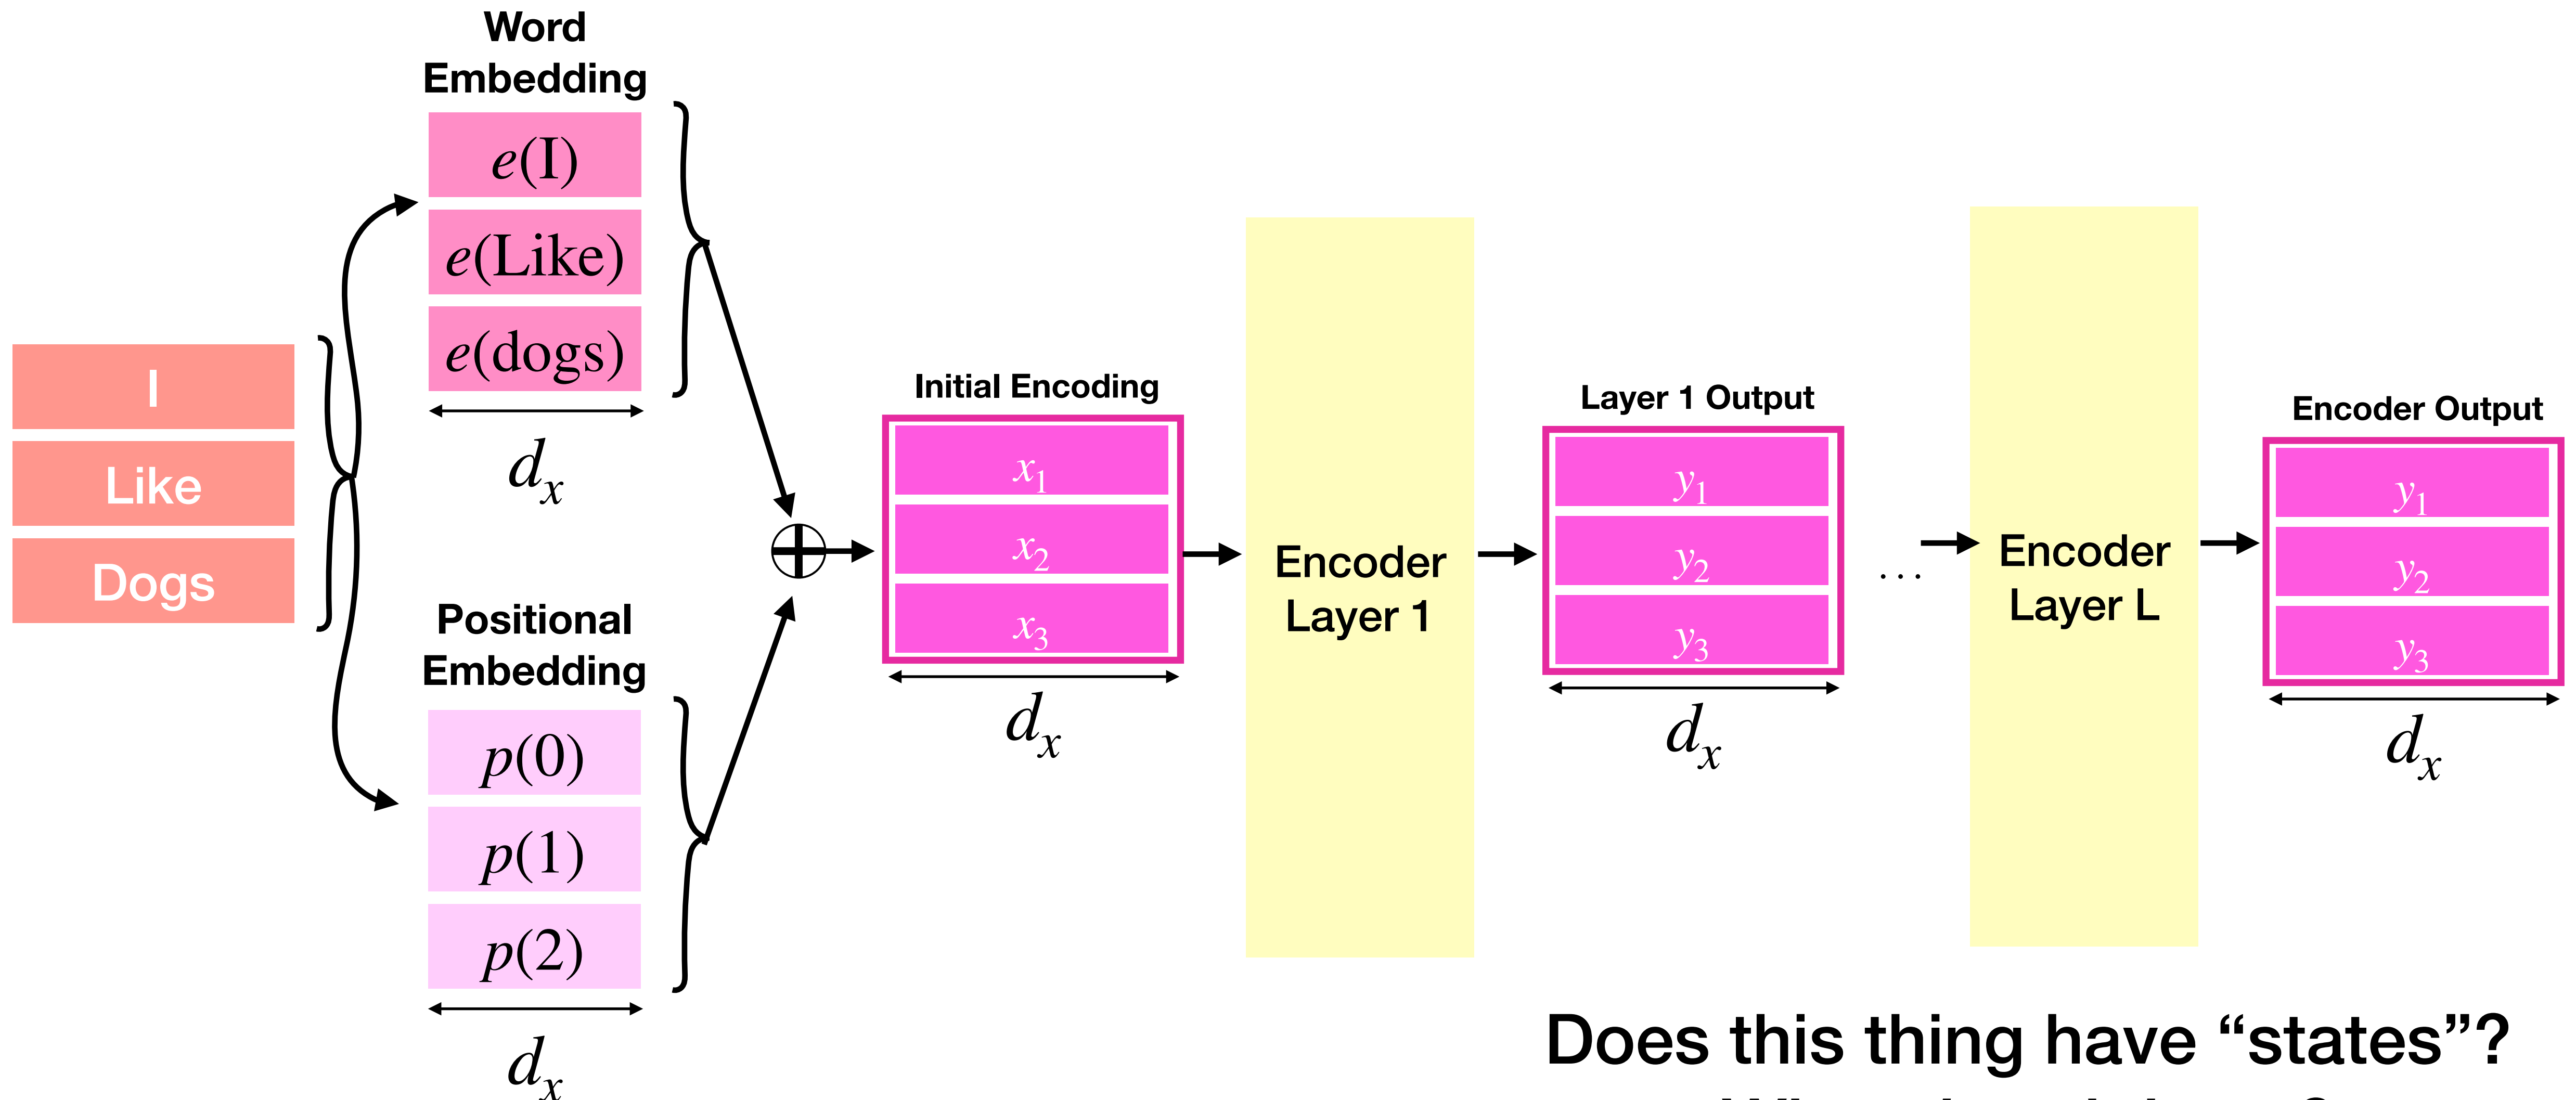 Word
Embedding
e(I)
e(Like)
e(dogs)
d_x
I
Like
Dogs
Positional
Embedding
p(0)
p(1)
p(2)
d_x
Initial Encoding
x_1
x_2
x_3
d_x
Encoder
Layer 1
Layer 1 Output
y_1
y_2
y_3
d_x
...
Encoder
Layer L
Encoder Output
y_1
y_2
y_3
d_x
Does this thing have “states”?